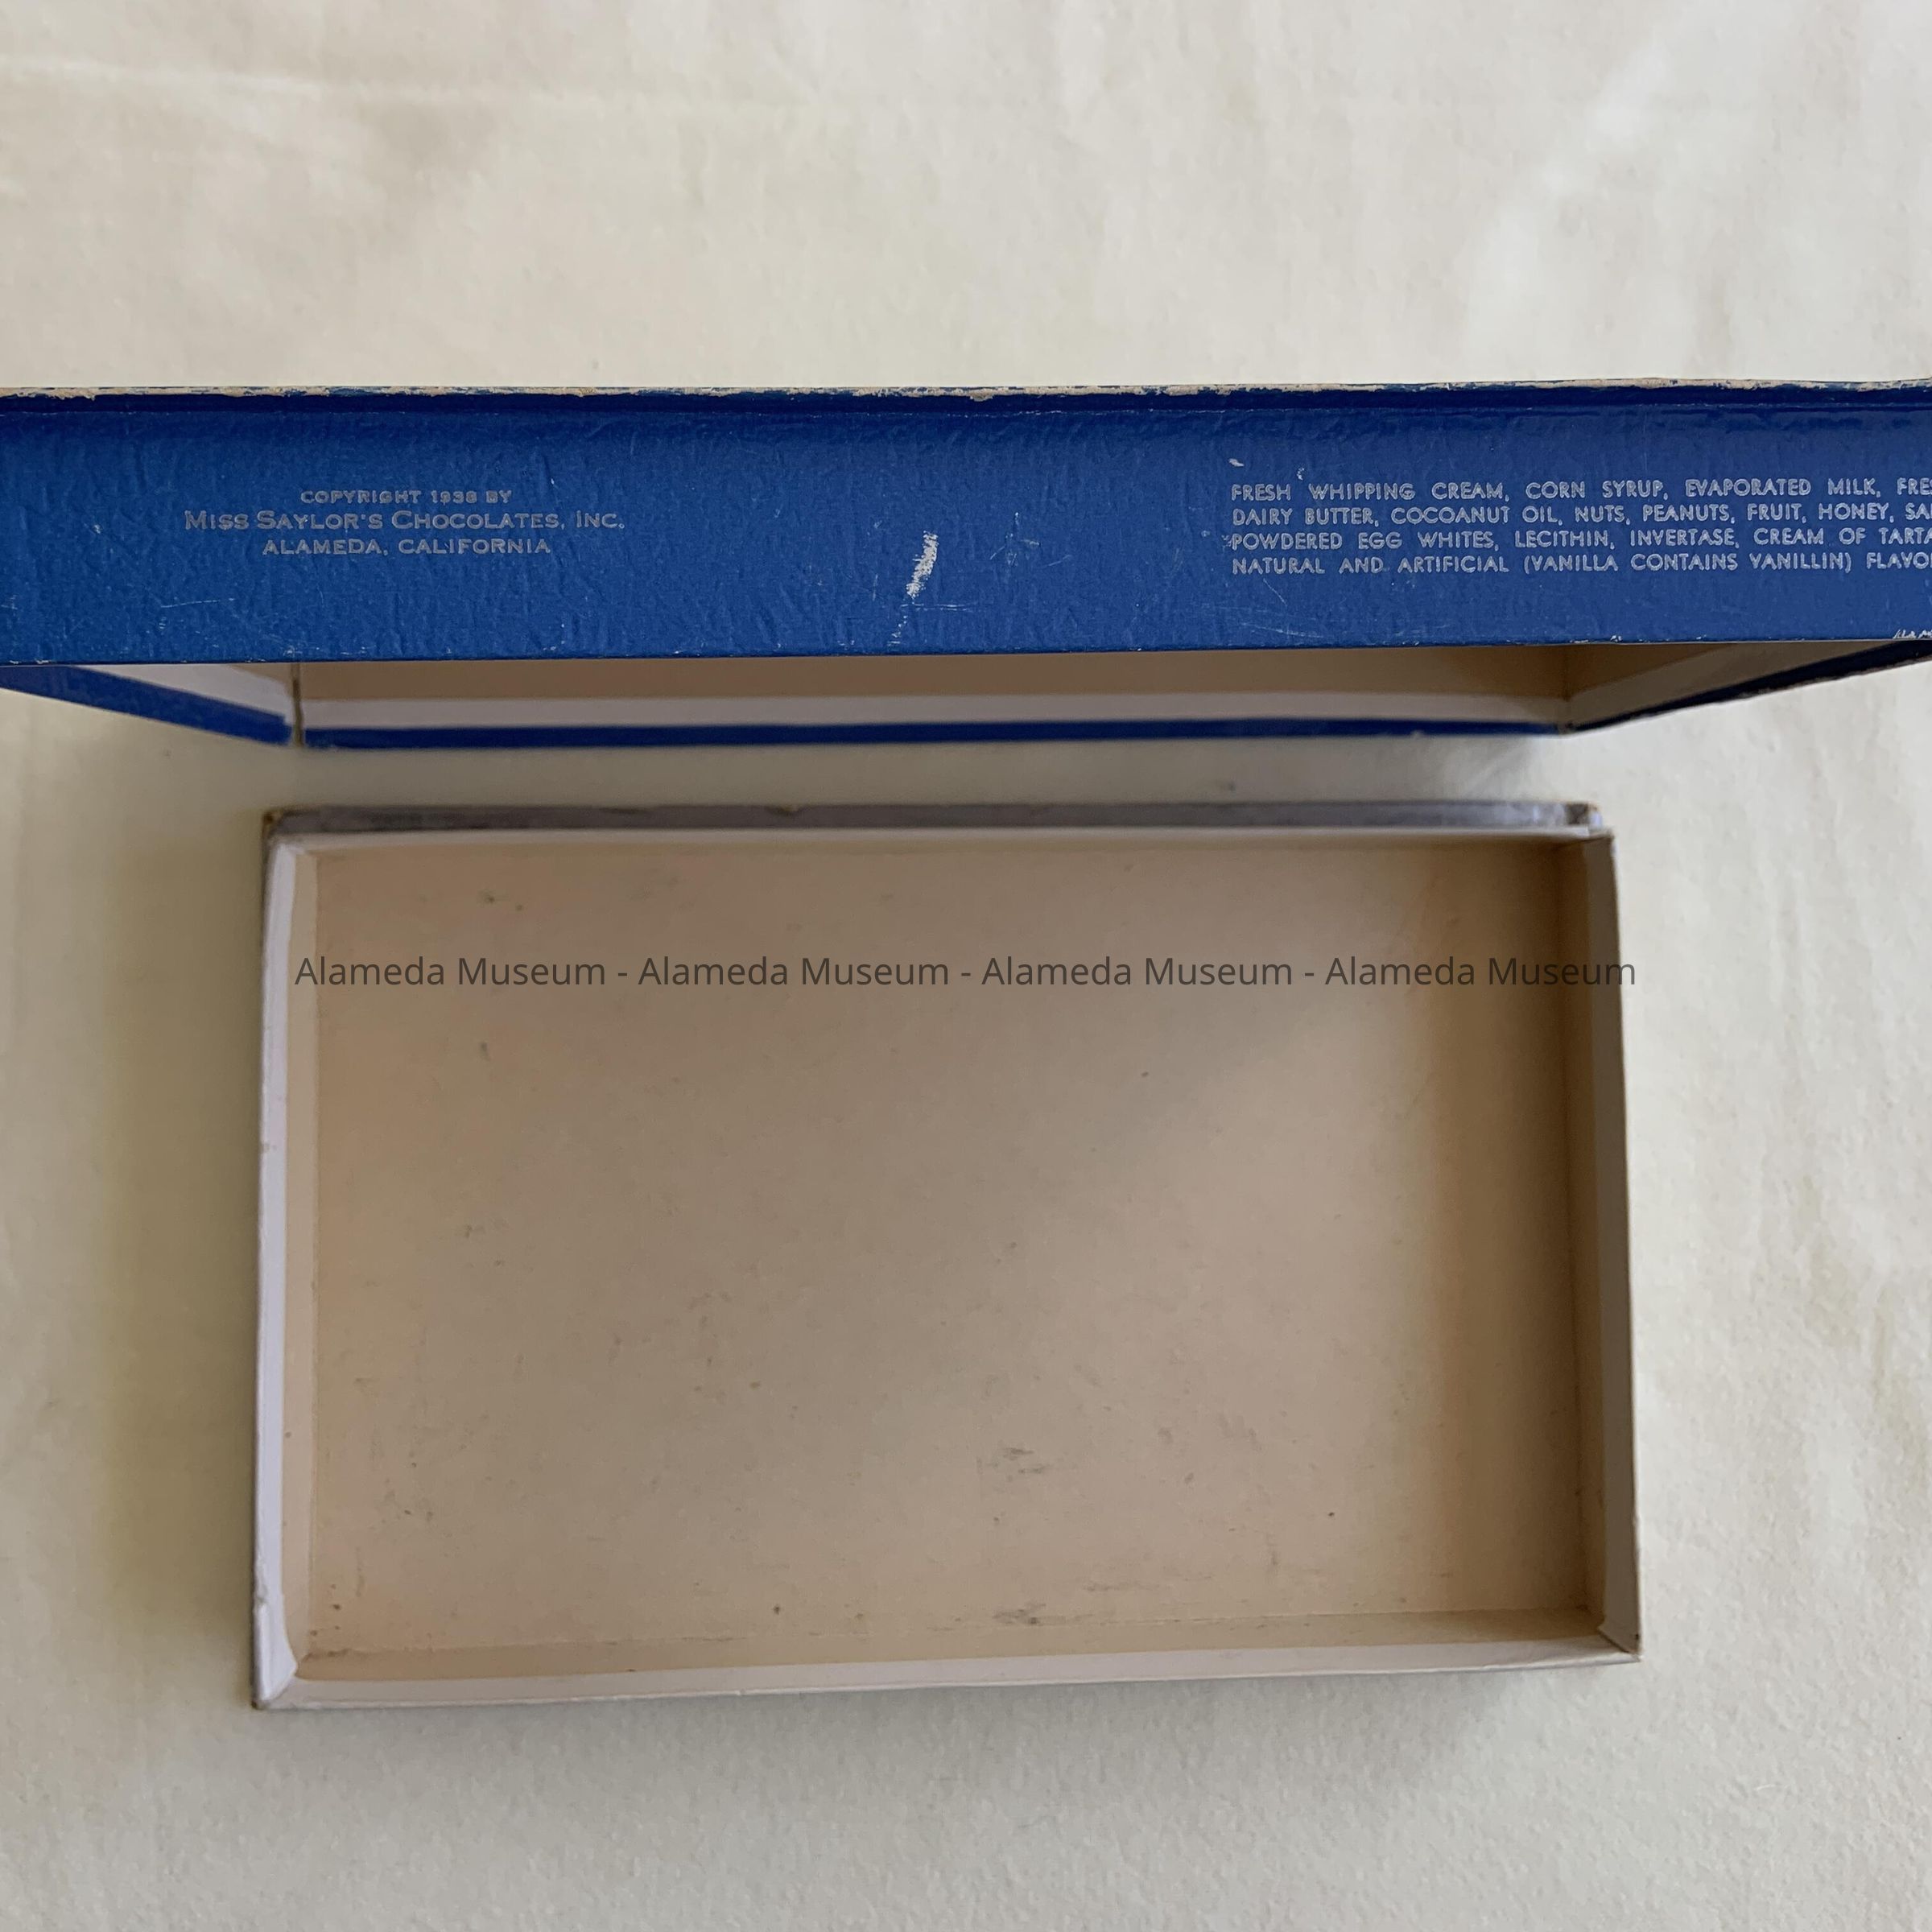 COPYRIGHT 1938 BY
MISS SAYLOR'S CHOCOLATES, INC.
ALAMEDA, CALIFORNIA
FRESH WHIPPING CREAM, CORN SYRUP, EVAPORATED MILK,
DAIRY BUTTER, COCOANUT OIL, NUTS, PEANUTS, FRUIT, HONEY,
POWDERED EGG WHITES, LECITHIN, INVERTASE, CREAM OF
NATURAL AND ARTIFICIAL (VANILLA CONTAINS VANILLIN)
Alameda Museum - Alameda Museum - Alameda Museum - Alameda Museum